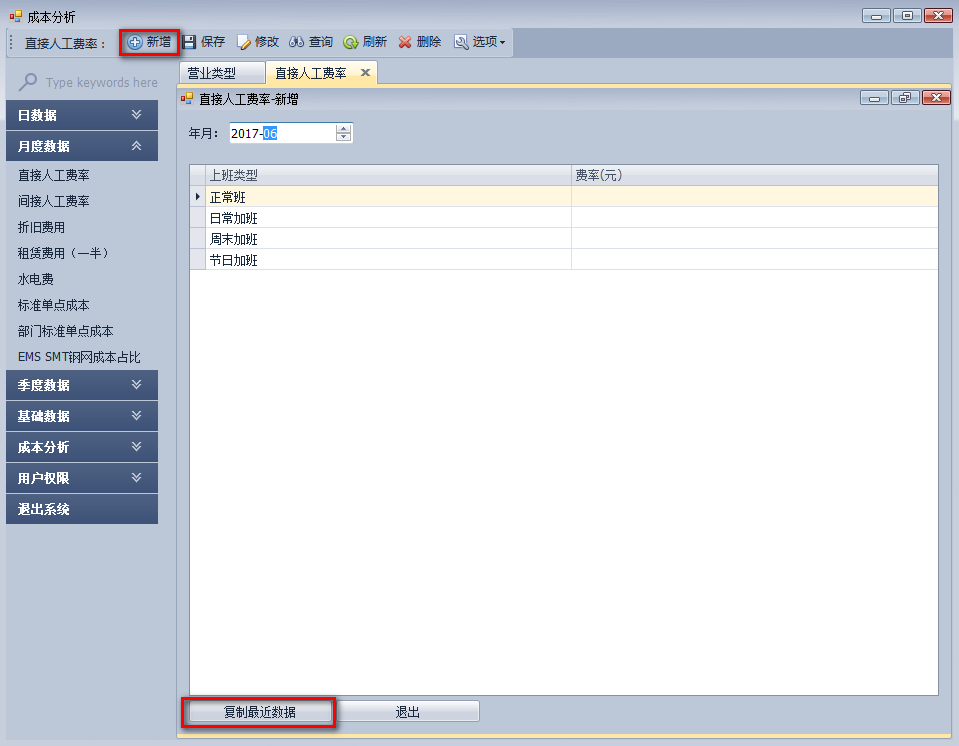 成本分析
直接人工费率： 新增 保存 修改 查询 刷新 删除 选项
Type keywords here
营业类型 直接人工费率
直接人工费率-新增
日数据
月度数据
直接人工费率
间接人工费率
折旧费用
租赁费用（一半）
水电费
标准单点成本
部门标准单点成本
EMS SMT钢网成本占比
季度数据
基础数据
成本分析
用户权限
退出系统
年月： 2017-06
上班类型 费率(元)
正常班
日常加班
周末加班
节日加班
复制最近数据 退出